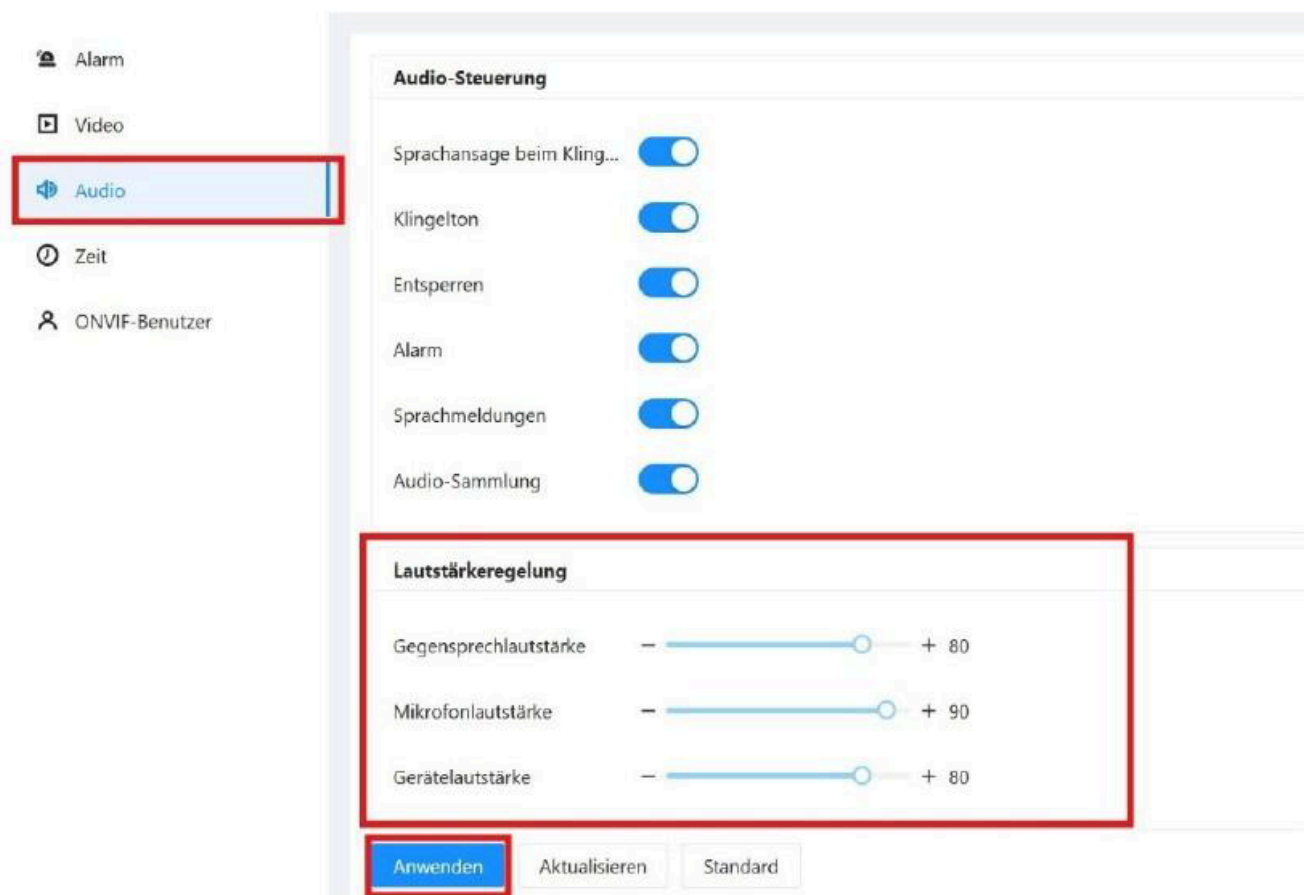 Alarm
Video
Audio
Zeit
ONVIF-Benutzer
Audio-Steuerung
Sprachansage beim Kling...
Klingelton
Entsperren
Alarm
Sprachmeldungen
Audio-Sammlung
Lautstärkeregelung
Gegensprechlautstärke − + 80
Mikrofonlautstärke − + 90
Gerätelautstärke − + 80
Anwenden Aktualisieren Standard